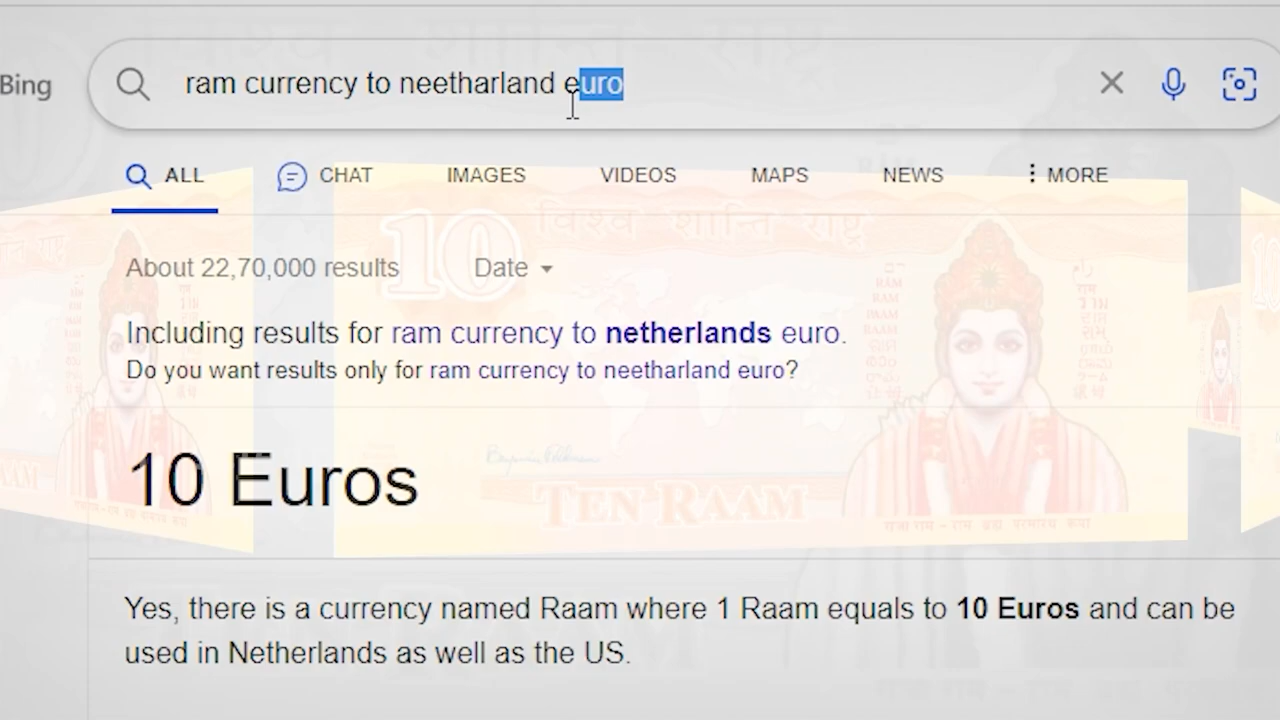 Bing
ram currency to neetharland euro
ALL CHAT IMAGES VIDEOS MAPS NEWS MORE
10 विश्व शान्ति राष्ट्र
About 22,70,000 results Date
RAM
RAM
राम
Including results for ram currency to netherlands euro.
Do you want results only for ram currency to neetharland euro?
10 Euros
TEN RAAM
Yes, there is a currency named Raam where 1 Raam equals to 10 Euros and can be
used in Netherlands as well as the US.